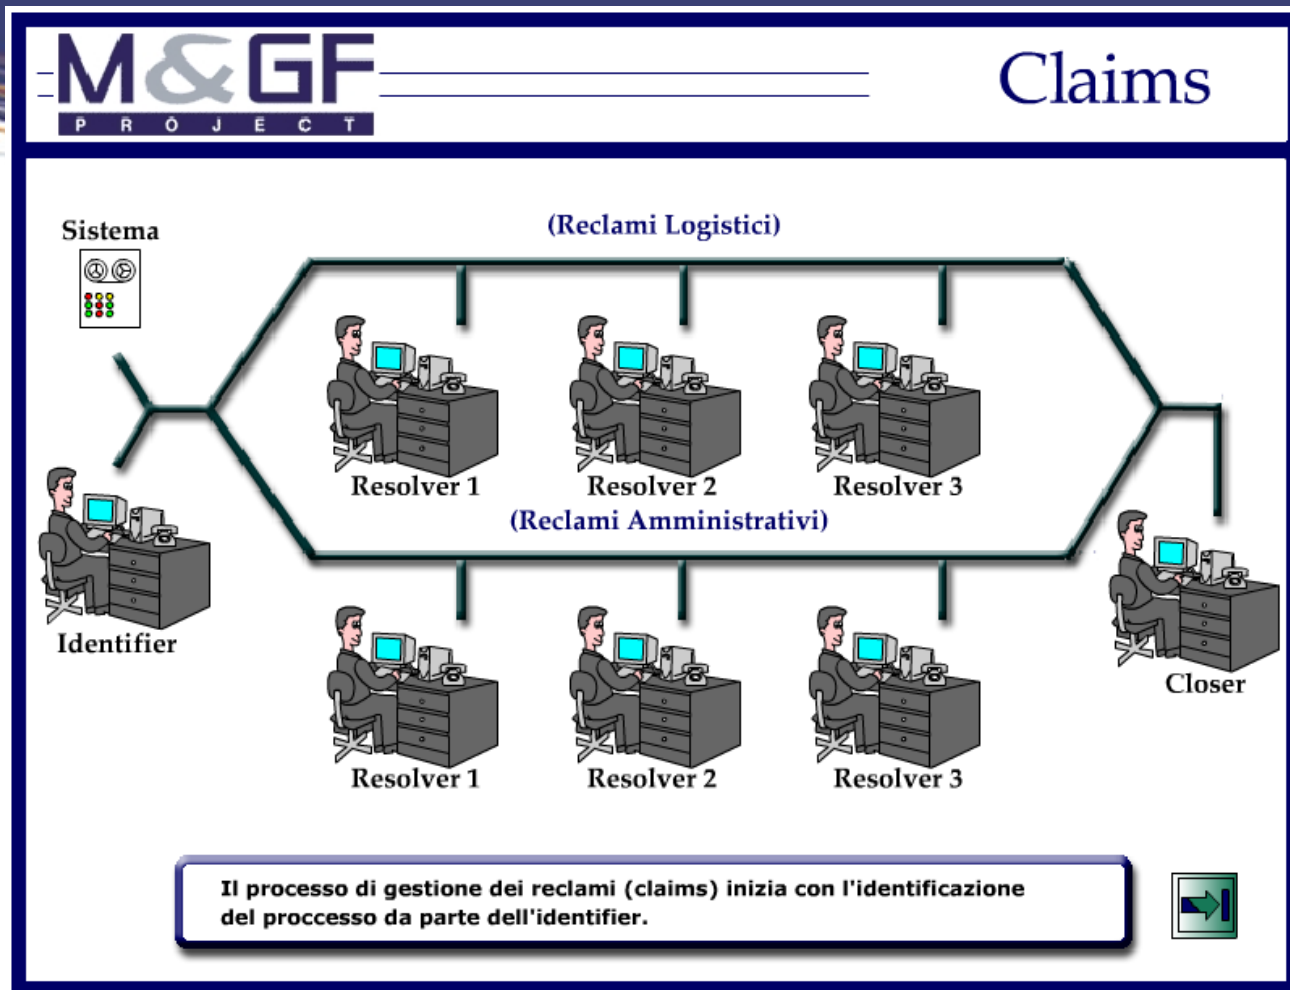 M&GF
PROJECT
Claims
Sistema
(Reclami Logistici)
Resolver 1
Resolver 2
Resolver 3
(Reclami Amministrativi)
Identifier
Closer
Resolver 1
Resolver 2
Resolver 3
Il processo di gestione dei reclami (claims) inizia con l'identificazione
del proccesso da parte dell'identifier.